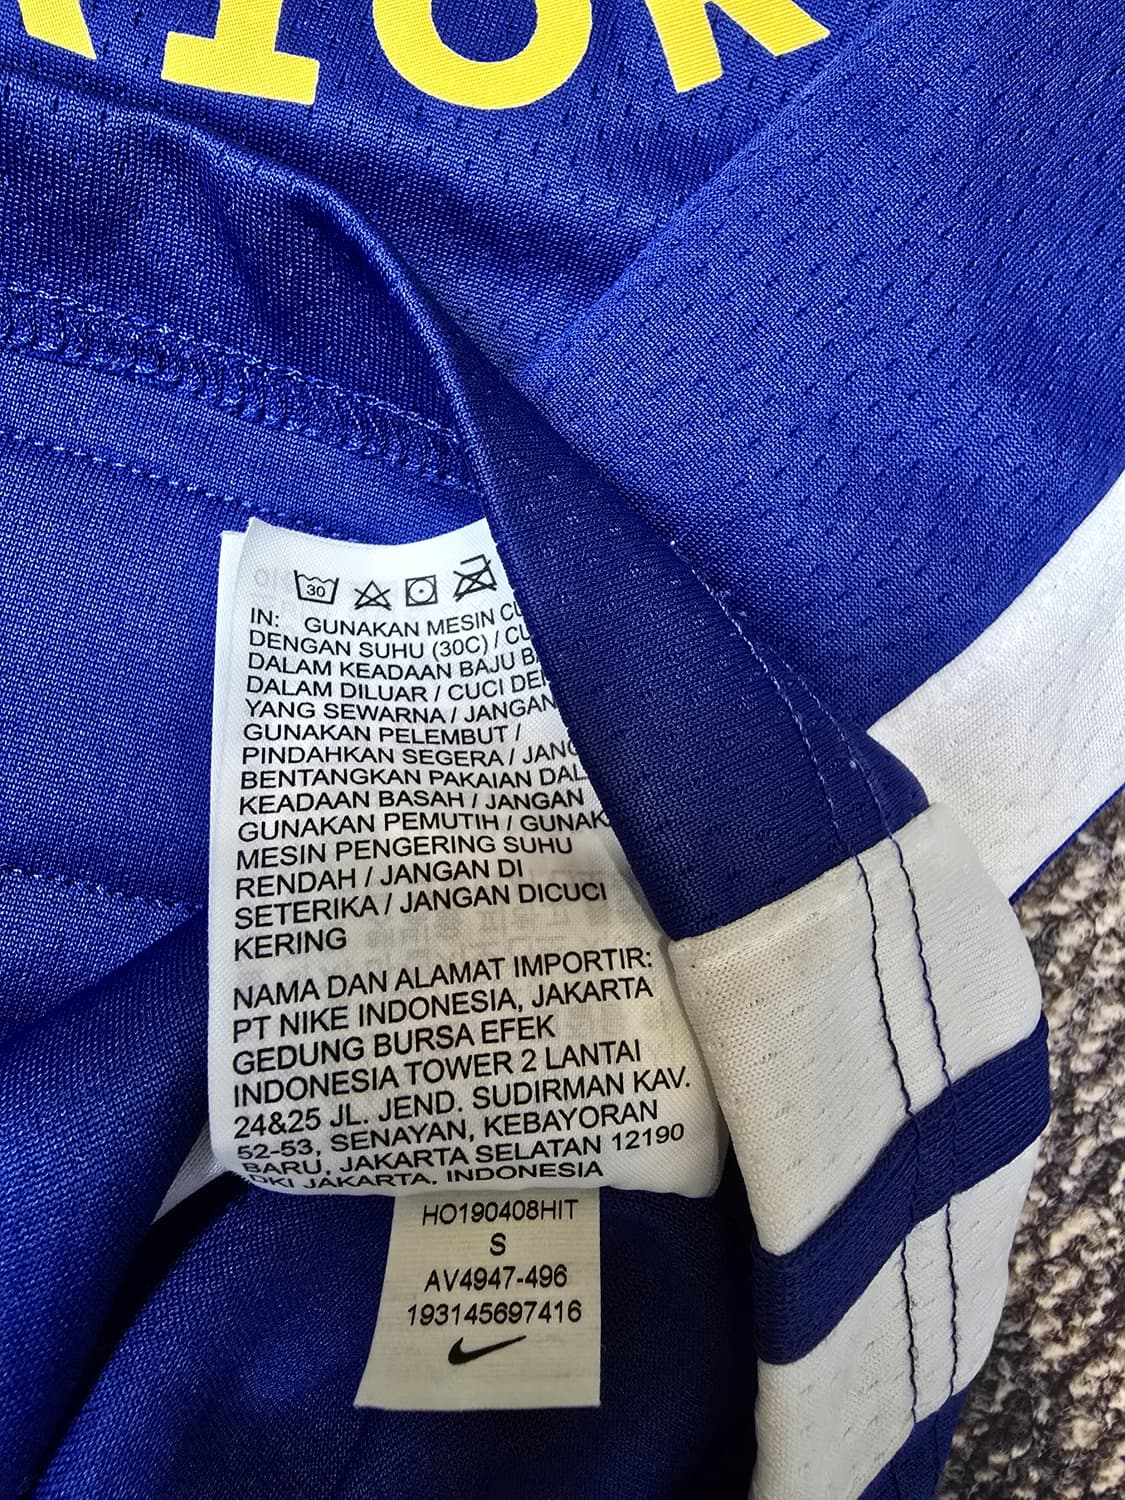 30
IN: GUNAKAN MESIN
DENGAN SUHU (30C) /
DALAM KEADAAN BAJU
DALAM DILUAR / CUCI
YANG SEWARNA / JANGAN
GUNAKAN PELEMBUT /
PINDAHKAN SEGERA /
BENTANGKAN PAKAIAN
KEADAAN BASAH / JANGAN
GUNAKAN PEMUTIH /
MESIN PENGERING SUHU
RENDAH / JANGAN DI
SETERIKA / JANGAN DICUCI
KERING
NAMA DAN ALAMAT IMPORTIR:
PT NIKE INDONESIA, JAKARTA
GEDUNG BURSA EFEK
INDONESIA TOWER 2 LANTAI
24&25 JL. JEND. SUDIRMAN KAV.
52-53, SENAYAN, KEBAYORAN
BARU, JAKARTA SELATAN 12190
DKI JAKARTA, INDONESIA
HO190408HIT
S
AV4947-496
193145697416